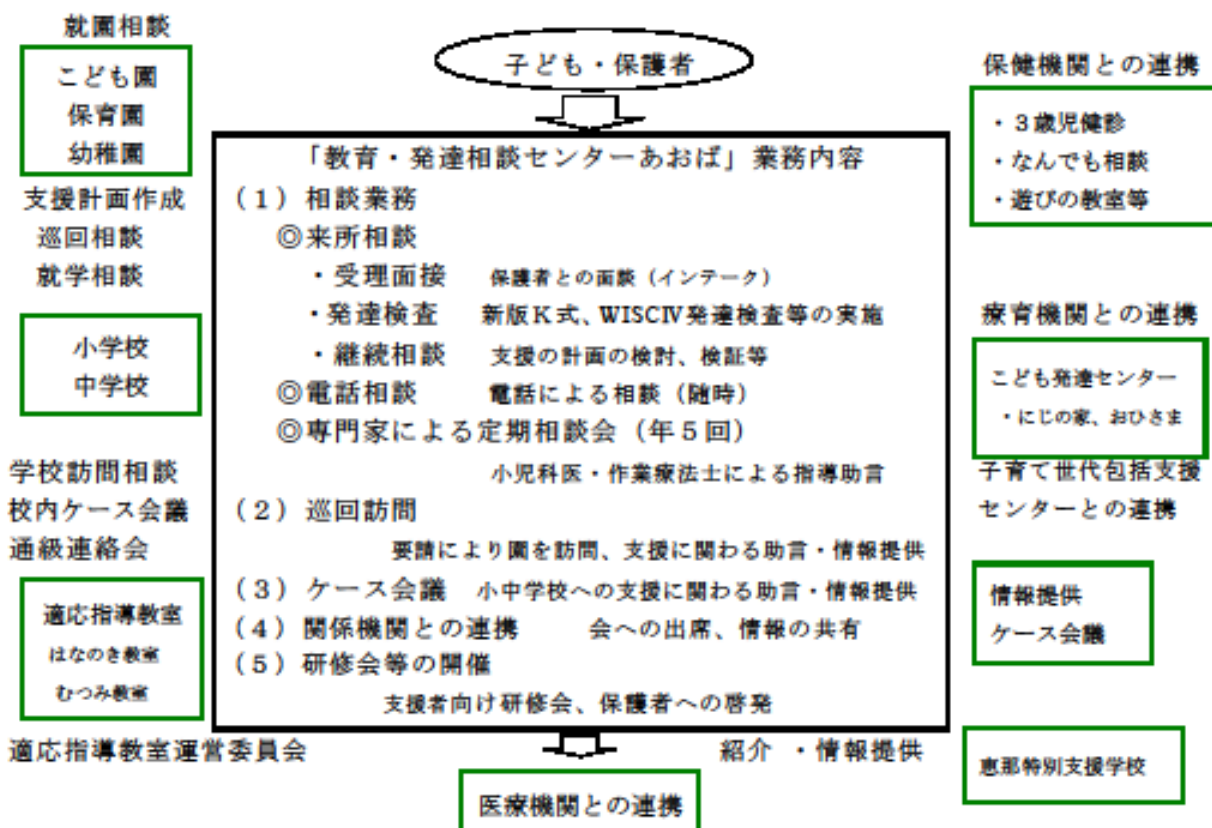 就園相談
こども園
保育園
幼稚園
支援計画作成
巡回相談
就学相談
小学校
中学校
学校訪問相談
校内ケース会議
通級連絡会
適応指導教室
はなのき教室
むつみ教室
適応指導教室運営委員会
子ども・保護者
「教育・発達相談センターあおば」業務内容
（１）相談業務
◎来所相談
・受理面接 保護者との面談（インテーク）
・発達検査 新版Ｋ式、WISCⅣ発達検査等の実施
・継続相談 支援の計画の検討、検証等
◎電話相談 電話による相談（随時）
◎専門家による定期相談会（年５回）
小児科医・作業療法士による指導助言
（２）巡回訪問
要請により園を訪問、支援に関わる助言・情報提供
（３）ケース会議 小中学校への支援に関わる助言・情報提供
（４）関係機関との連携 会への出席、情報の共有
（５）研修会等の開催
支援者向け研修会、保護者への啓発
紹介 ・情報提供
医療機関との連携
保健機関との連携
・３歳児健診
・なんでも相談
・遊びの教室等
療育機関との連携
こども発達センター
・にじの家、おひさま
子育て世代包括支援
センターとの連携
情報提供
ケース会議
恵那特別支援学校